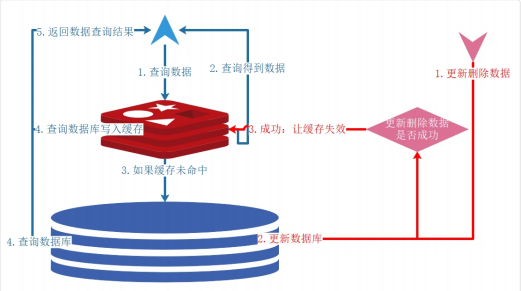 5.返回数据查询结果
1.查询数据
2.查询得到数据
1.更新删除数据
4.查询数据库写入缓存
3.成功：让缓存失效
更新删除数据
是否成功
3.如果缓存未命中
4.查询数据库
2.更新数据库